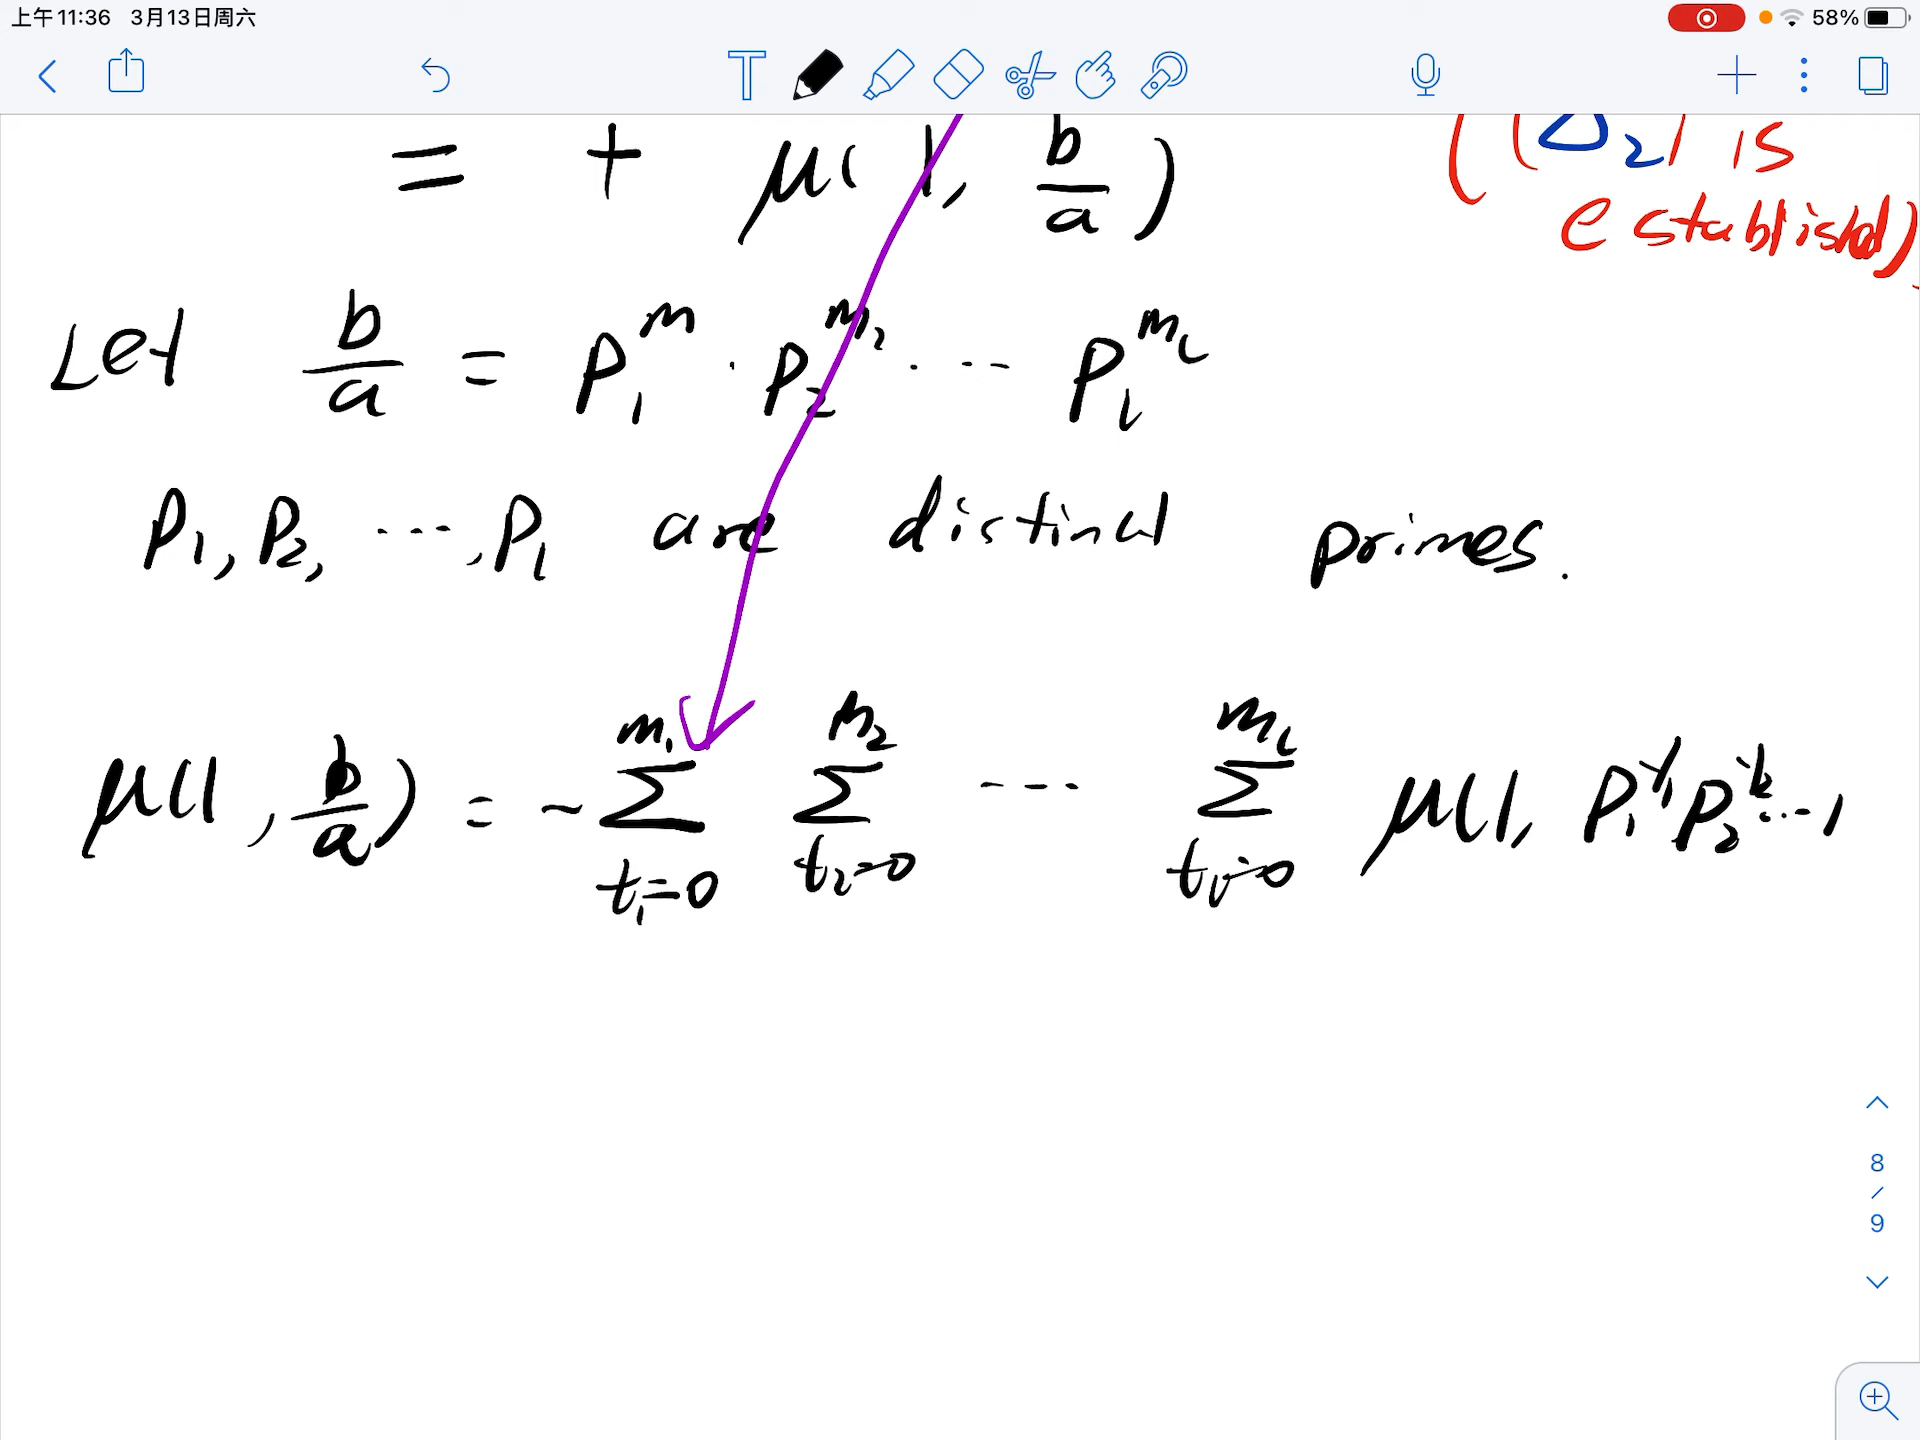 上午11:36 3月13日周六 58%
T
= + μ(1, b/a)
((Δ₂) is
established)
Let b/a = P₁^m · P₂^m₂ · ... P_l^m_l
P₁, P₂, ..., P_l are distinct primes.
μ(1, b/a) = - Σ_{t₁=0}^{m₁} Σ_{t₂=0}^{m₂} ... Σ_{t_l=0}^{m_l} μ(1, P₁^t₁ P₂^t₂ ...
8
/
9